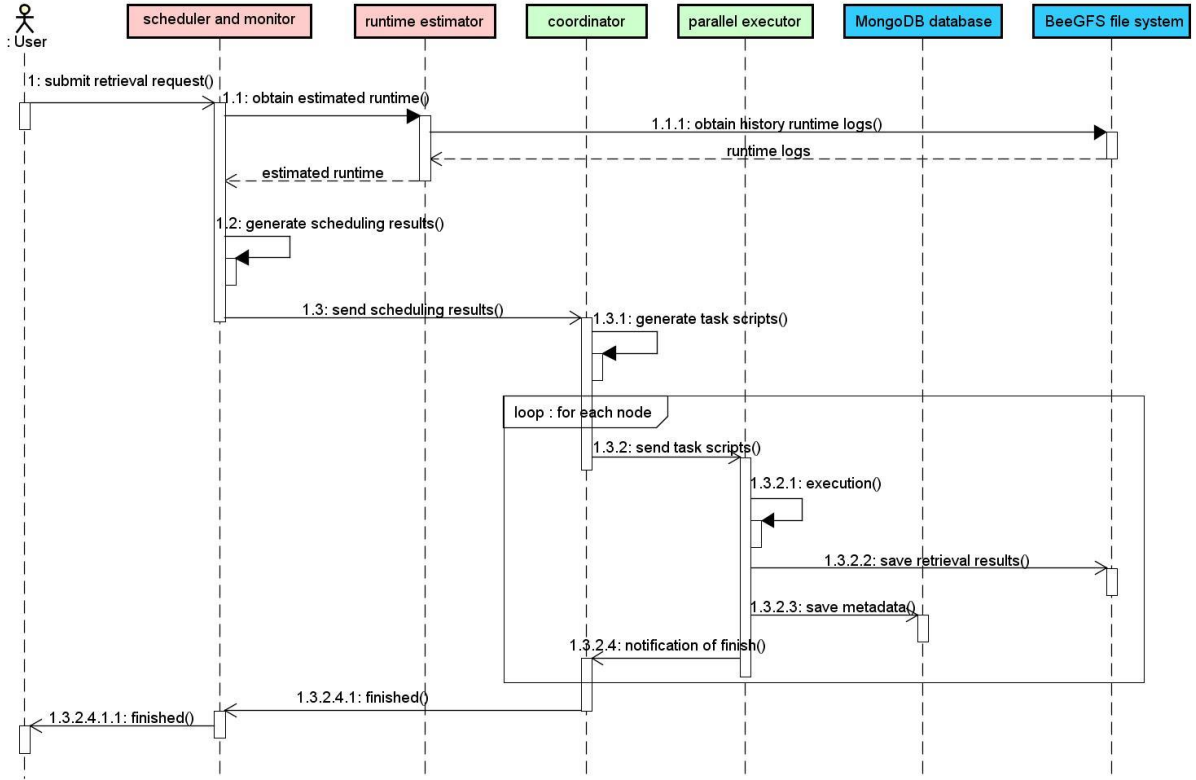 scheduler and monitor
runtime estimator
coordinator
parallel executor
MongoDB database
BeeGFS file system
: User
1: submit retrieval request()
1.1: obtain estimated runtime()
1.1.1: obtain history runtime logs()
runtime logs
estimated runtime
1.2: generate scheduling results()
1.3: send scheduling results()
1.3.1: generate task scripts()
loop : for each node
1.3.2: send task scripts()
1.3.2.1: execution()
1.3.2.2: save retrieval results()
1.3.2.3: save metadata()
1.3.2.4: notification of finish()
1.3.2.4.1: finished()
1.3.2.4.1.1: finished()